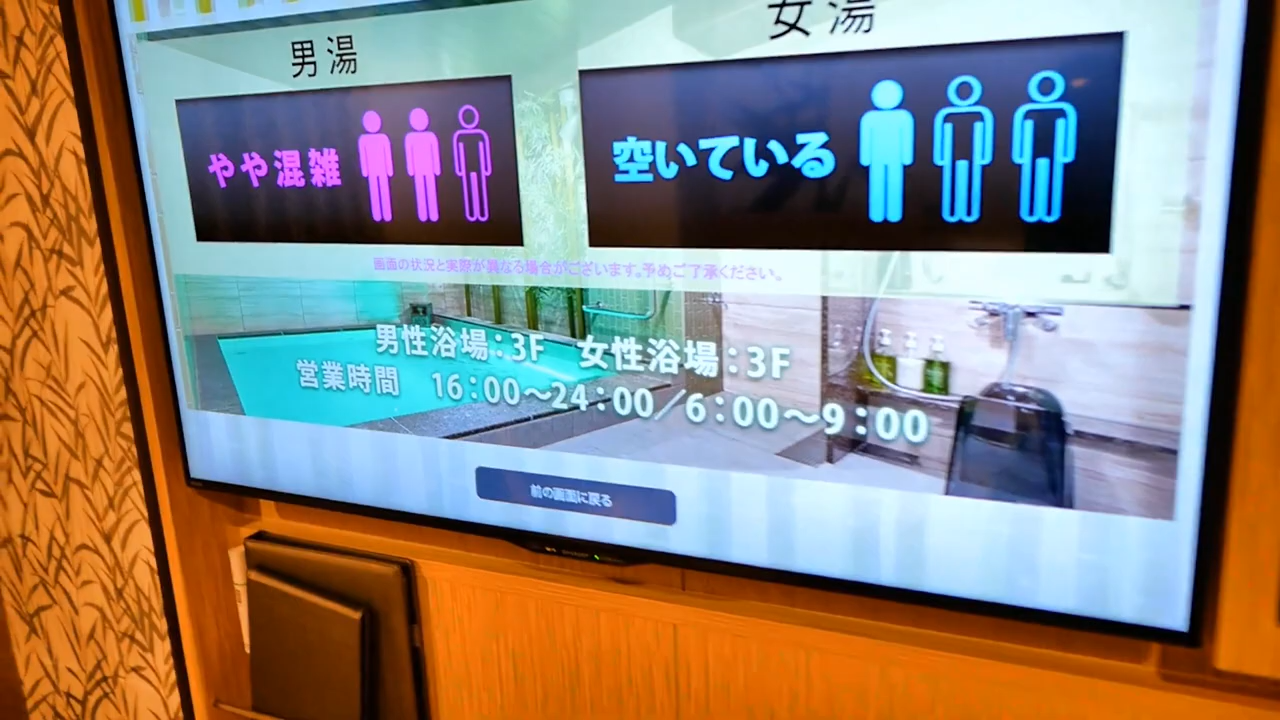 男湯
女湯
やや混雑
空いている
画面の状況と実際が異なる場合がございます。予めご了承ください。
男性浴場：3F　女性浴場：3F
営業時間　16：00～24：00／6：00～9：00
前の画面に戻る